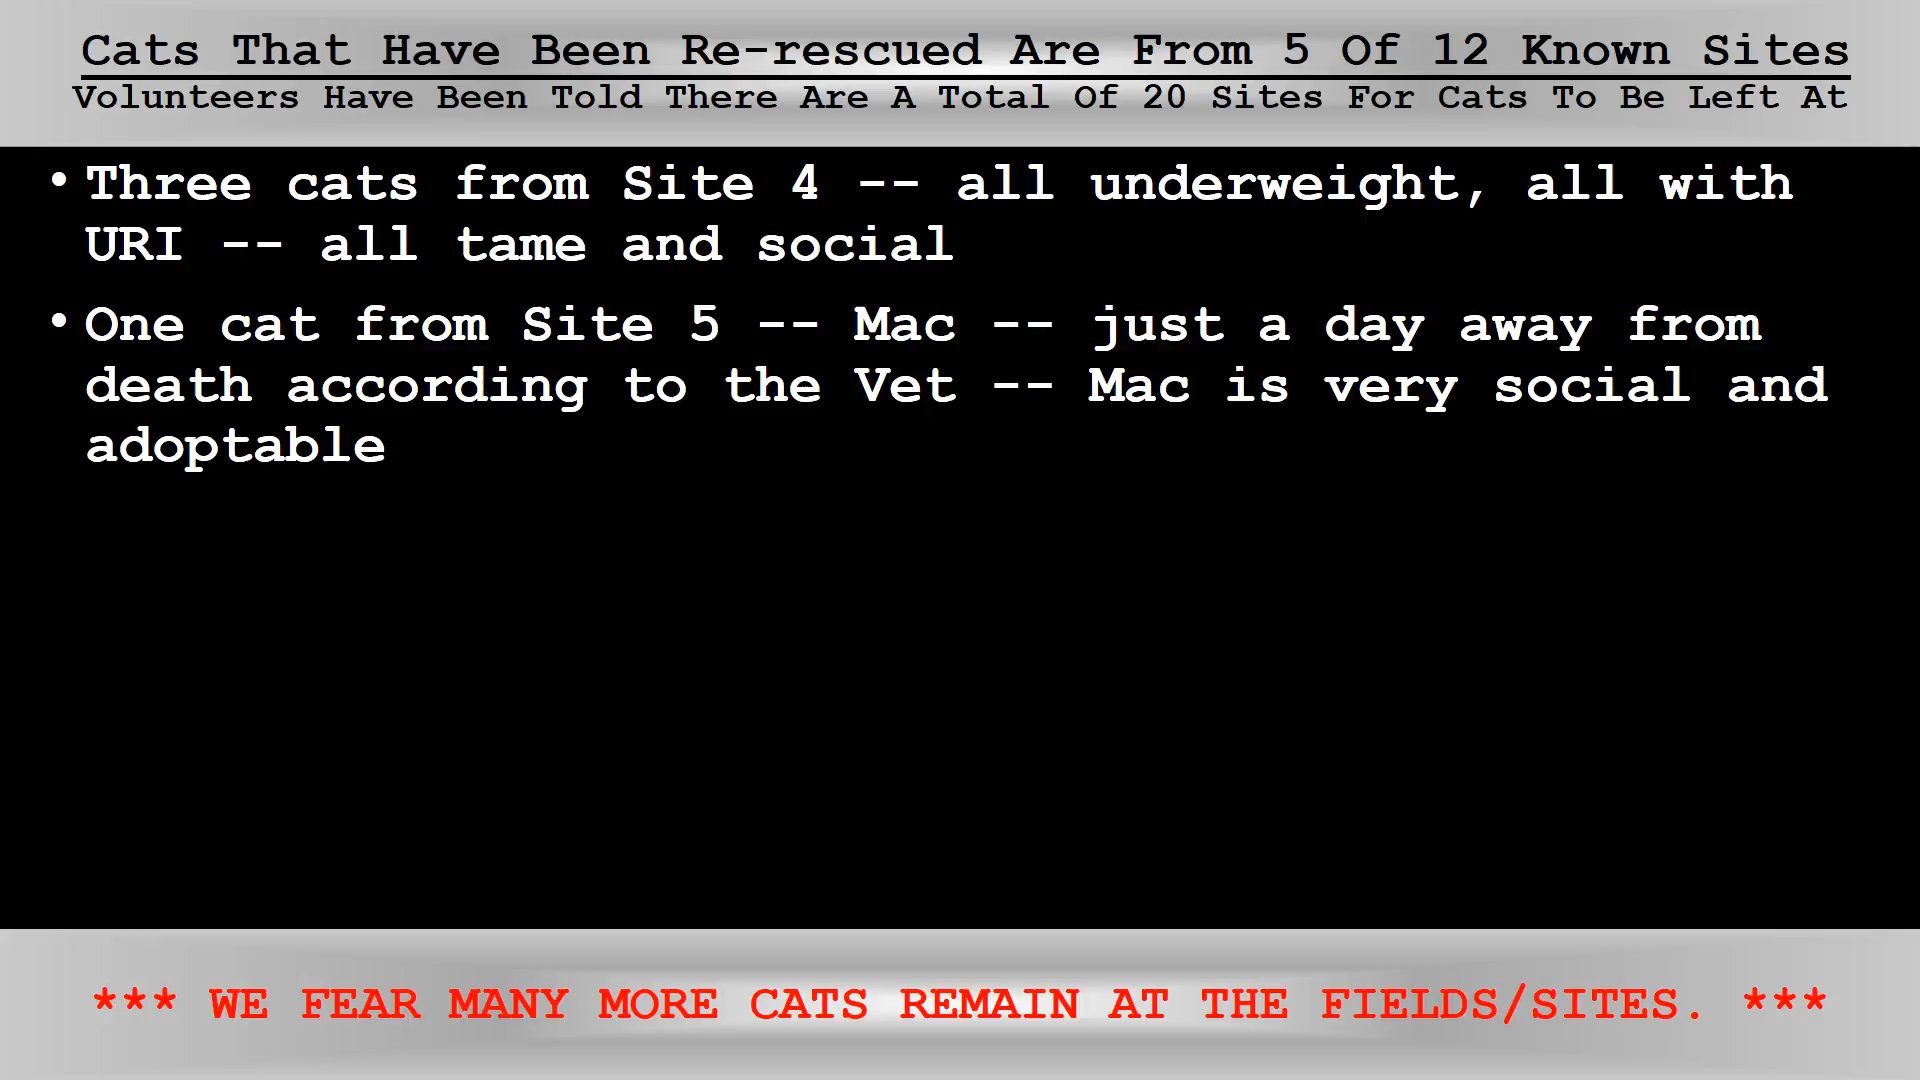 Cats That Have Been Re-rescued Are From 5 Of 12 Known Sites
Volunteers Have Been Told There Are A Total Of 20 Sites For Cats To Be Left At
• Three cats from Site 4 -- all underweight, all with
URI -- all tame and social
• One cat from Site 5 -- Mac -- just a day away from
death according to the Vet -- Mac is very social and
adoptable
*** WE FEAR MANY MORE CATS REMAIN AT THE FIELDS/SITES. ***